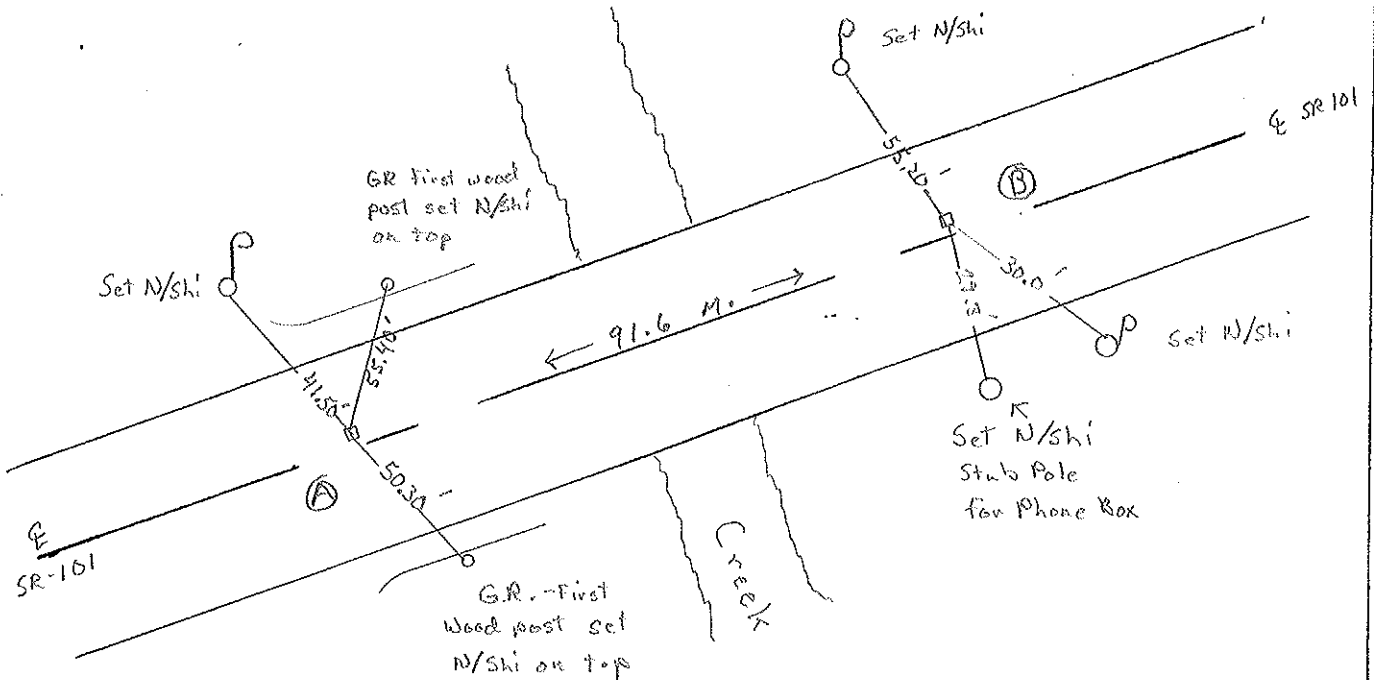 Set N/Shi
℄ SR 101
55.20'
Ⓑ
GR First wood
post set N/Shi
on top
Set N/Shi
30.0'
← 91.6 M. →
Set N/Shi
55.40'
41.50'
Set N/Shi
Stub Pole
for Phone Box
50.30'
Ⓐ
℄
SR-101
Creek
G.R. - First
Wood post set
N/Shi on top